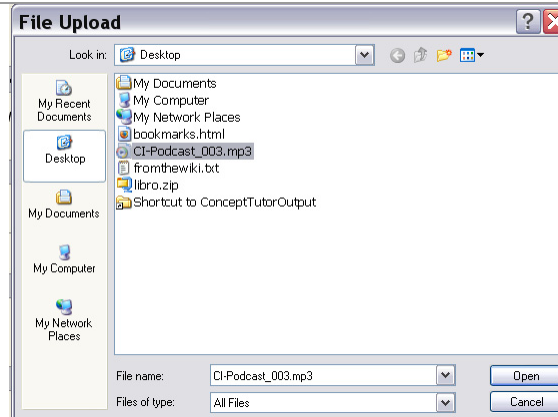 File Upload
Look in:
Desktop
My Recent
Documents
Desktop
My Documents
My Computer
My Network
Places
My Documents
My Computer
My Network Places
bookmarks.html
CI-Podcast_003.mp3
fromthewiki.txt
libro.zip
Shortcut to ConceptTutorOutput
File name:
CI-Podcast_003.mp3
Open
Files of type:
All Files
Cancel